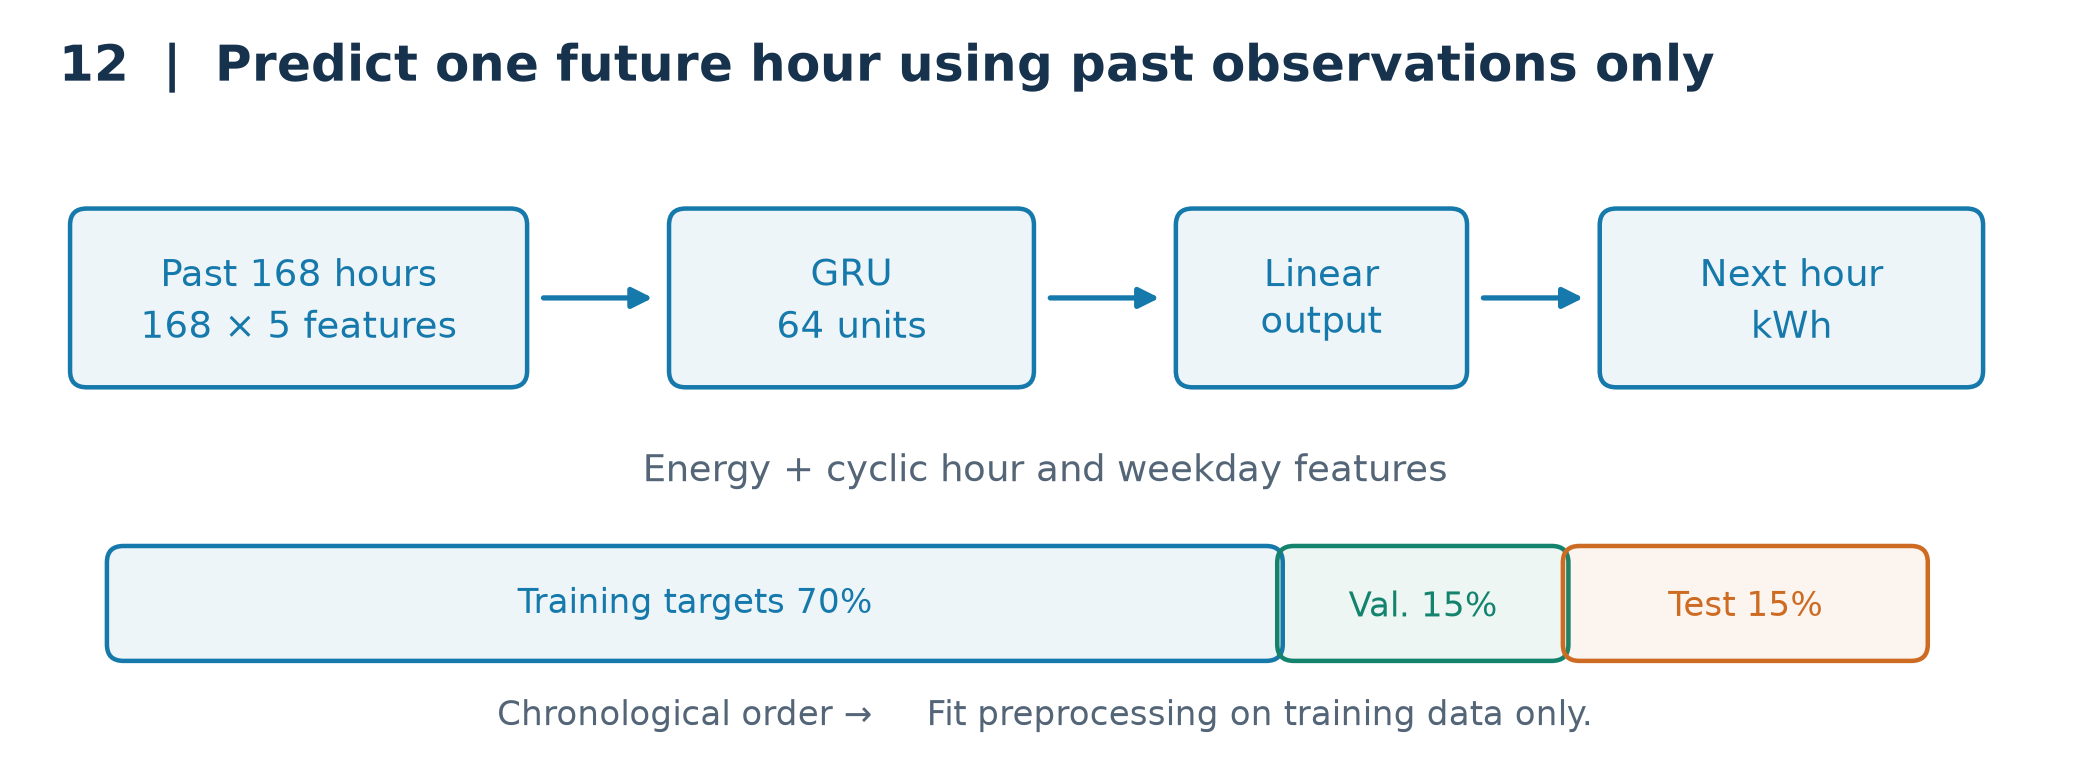 12 | Predict one future hour using past observations only
Past 168 hours
168 × 5 features
GRU
64 units
Linear
output
Next hour
kWh
Energy + cyclic hour and weekday features
Training targets 70%
Val. 15%
Test 15%
Chronological order →
Fit preprocessing on training data only.